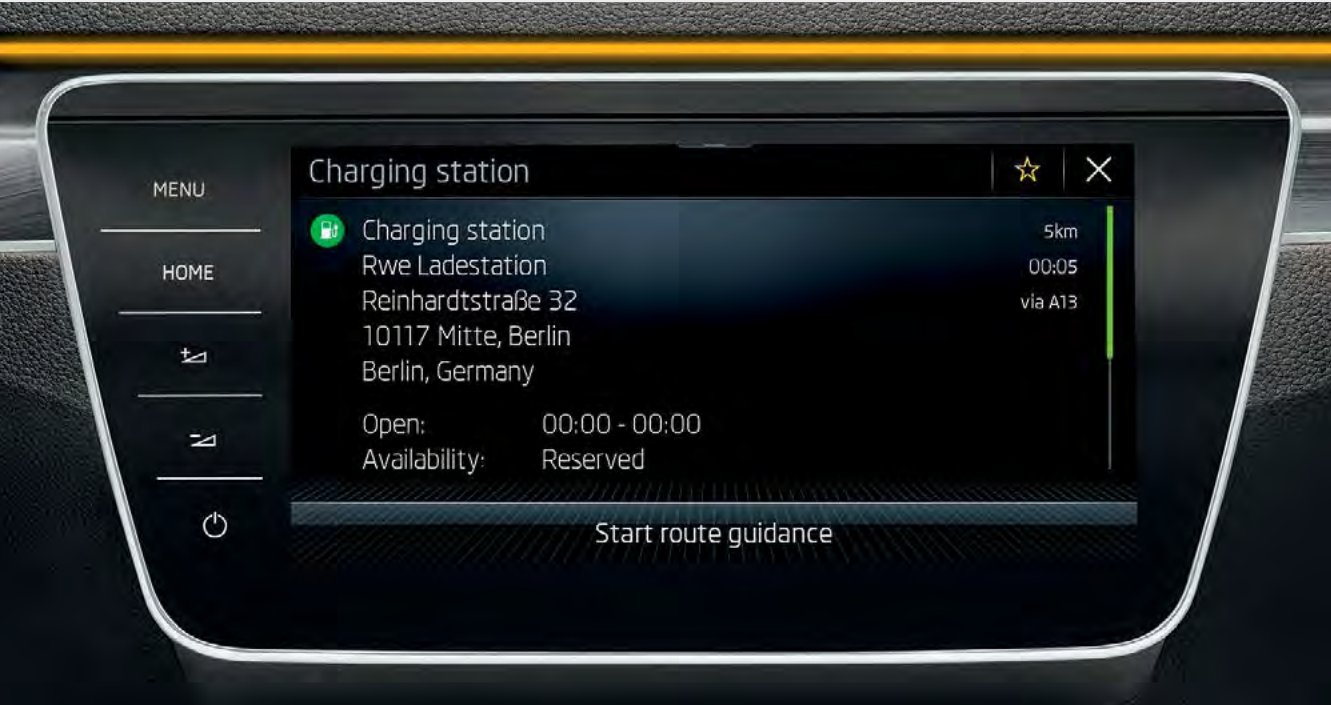 MENU
HOME
Charging station
Charging station
5km
Rwe Ladestation
00:05
Reinhardtstraße 32
via A13
10117 Mitte, Berlin
Berlin, Germany
Open: 00:00 - 00:00
Availability: Reserved
Start route guidance